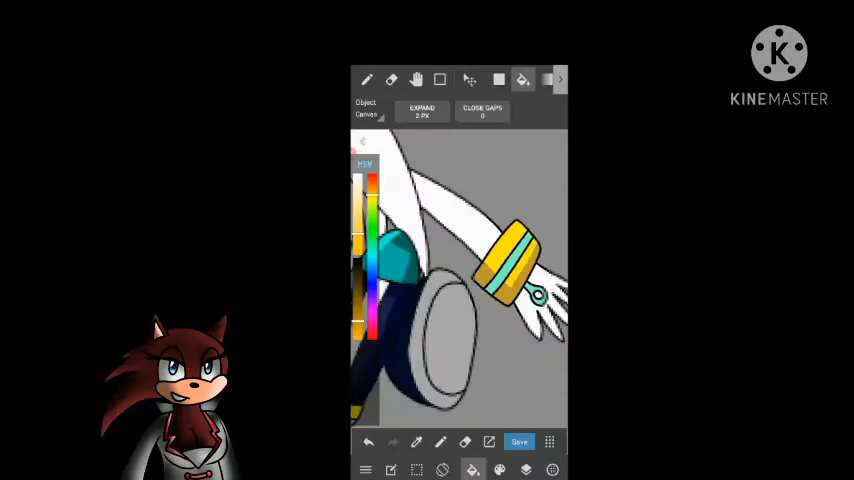 KINEMASTER
Object
Canvas
EXPAND
2 PX
CLOSE GAPS
0
HSV
Save